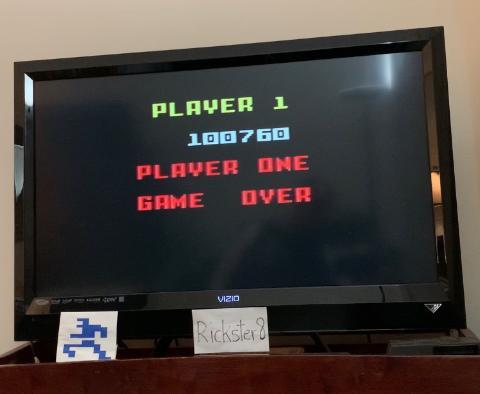 PLAYER 1
100760
PLAYER ONE
GAME OVER
VIZIO
Rickster8